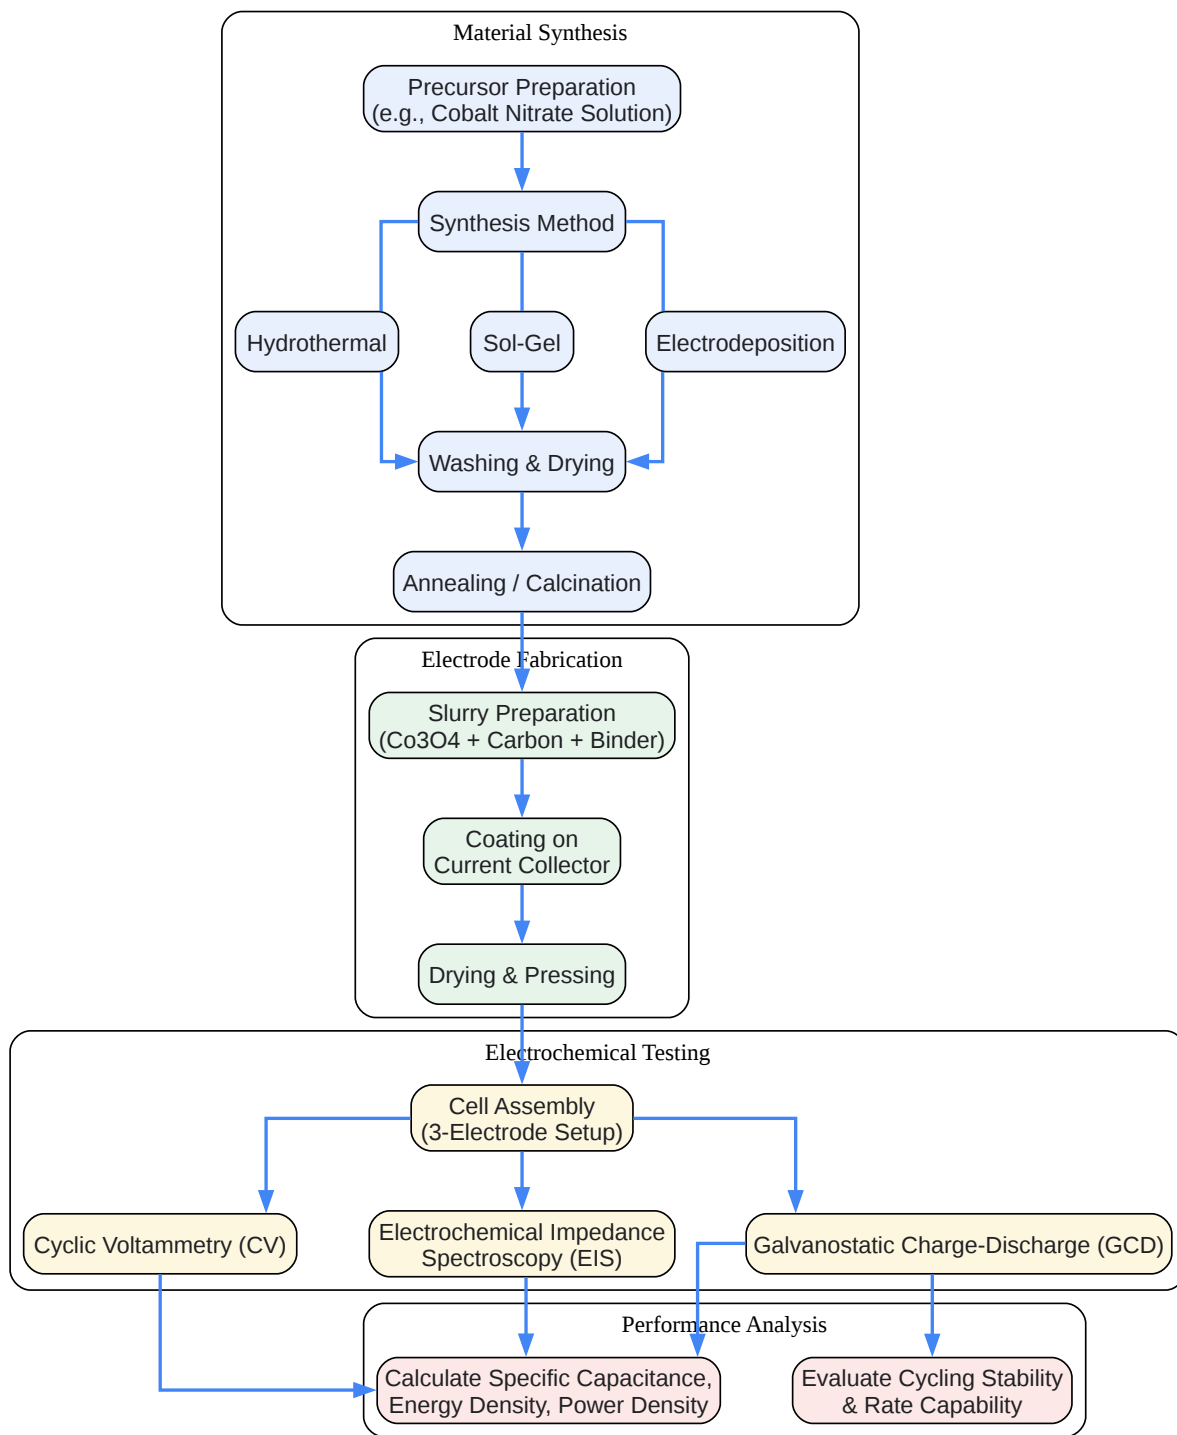 Material Synthesis
Precursor Preparation
(e.g., Cobalt Nitrate Solution)
Synthesis Method
Hydrothermal
Sol-Gel
Electrodeposition
Washing & Drying
Annealing / Calcination
Electrode Fabrication
Slurry Preparation
(Co3O4 + Carbon + Binder)
Coating on
Current Collector
Drying & Pressing
Electrochemical Testing
Cell Assembly
(3-Electrode Setup)
Cyclic Voltammetry (CV)
Electrochemical Impedance
Spectroscopy (EIS)
Galvanostatic Charge-Discharge (GCD)
Performance Analysis
Calculate Specific Capacitance,
Energy Density, Power Density
Evaluate Cycling Stability
& Rate Capability